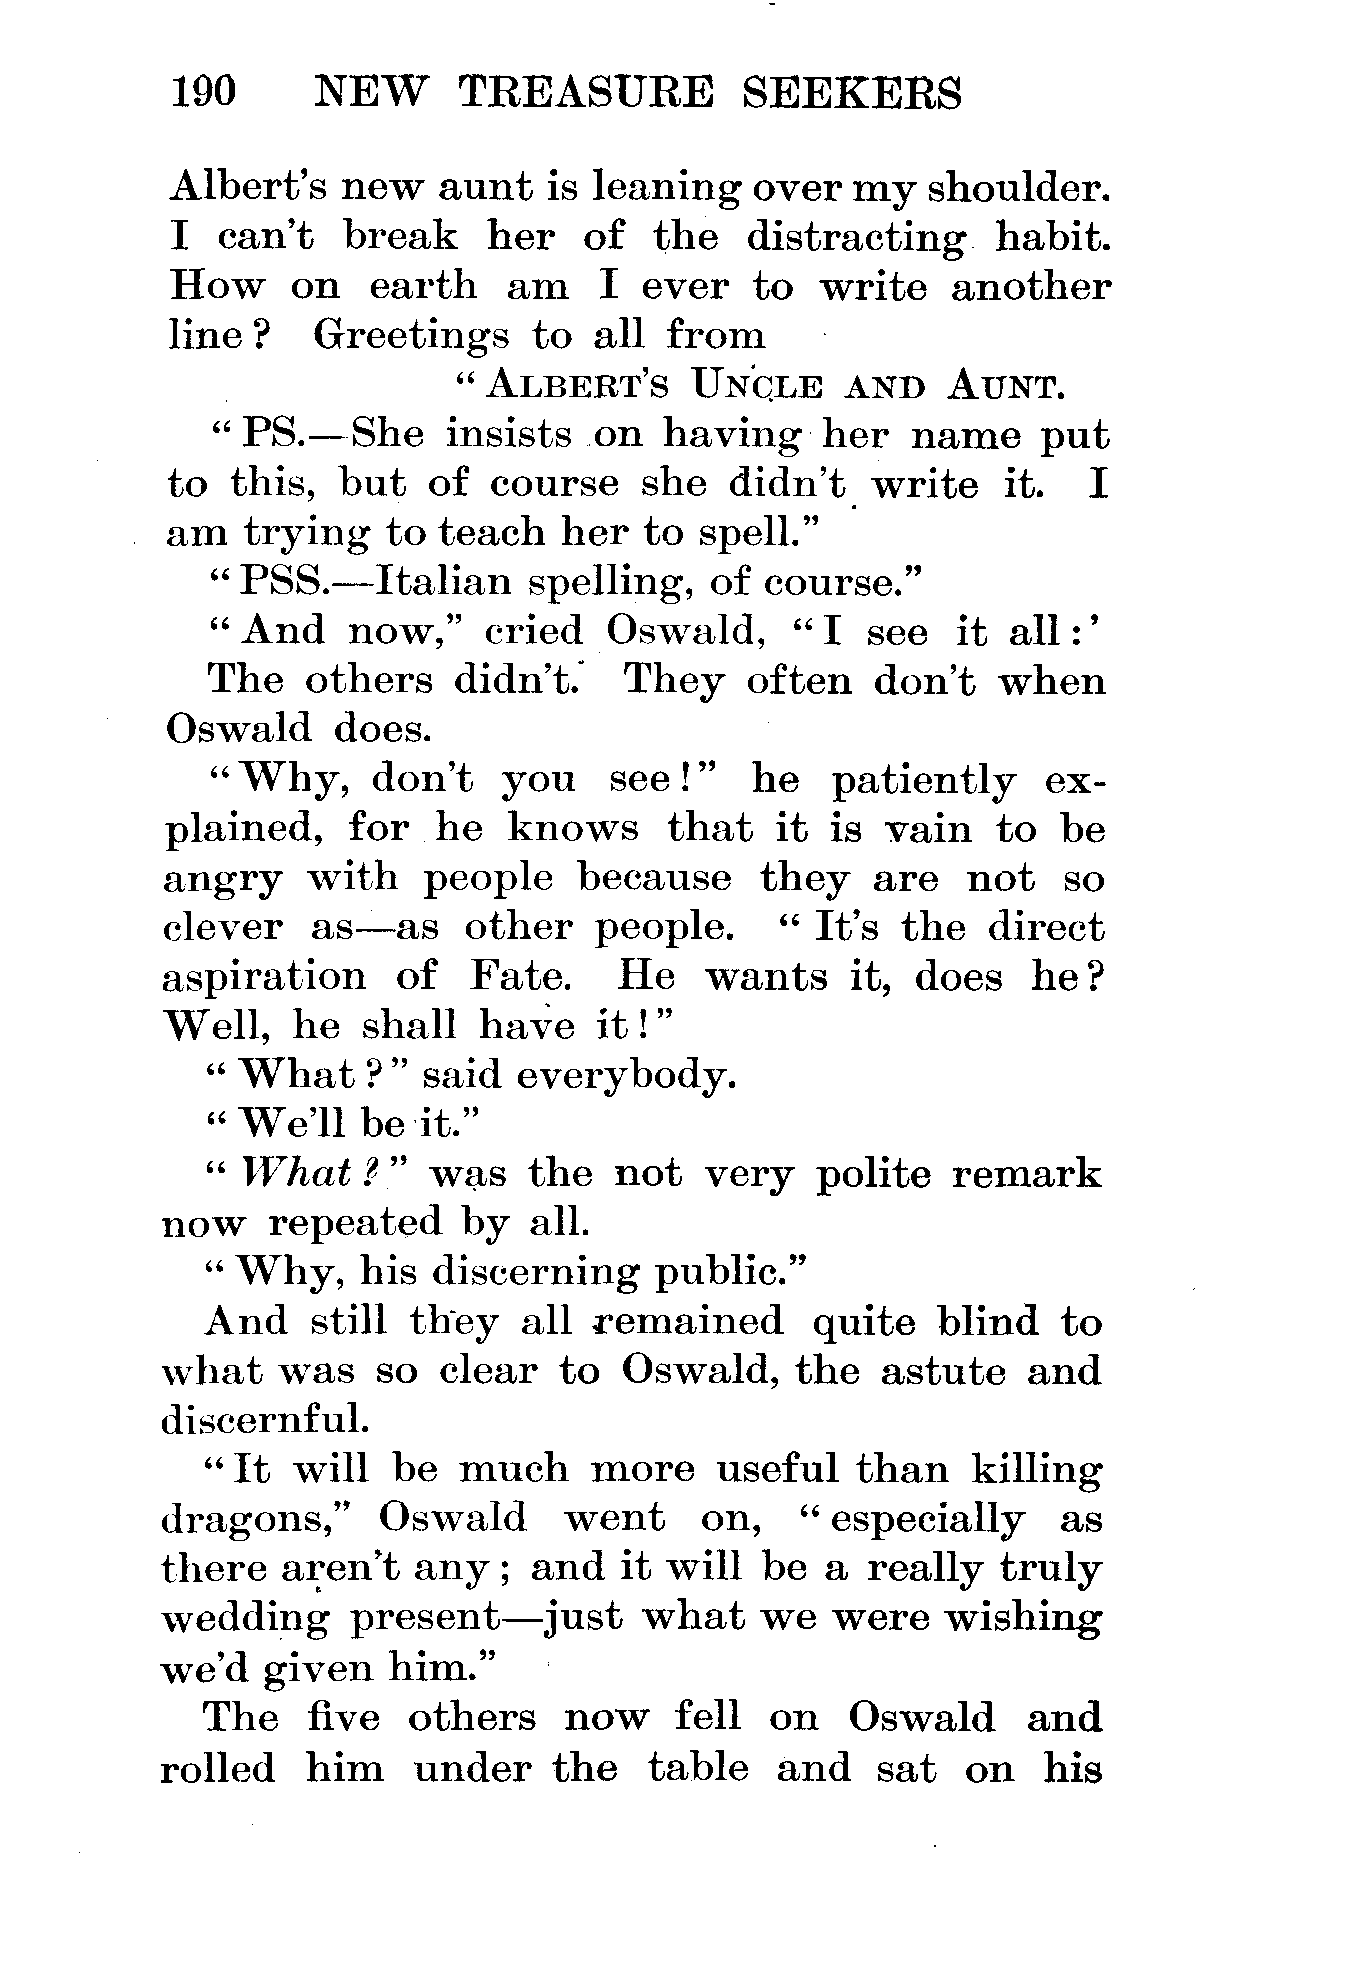 190 NEW TREASURE SEEKERS
Albert's new aunt is leaning over my shoulder.
I can't break her of the distracting habit.
How on earth am I ever to write another
line? Greetings to all from
"ALBERT'S UNCLE AND AUNT.
"PS.—She insists on having her name put
to this, but of course she didn't write it. I
am trying to teach her to spell."
"PSS.—Italian spelling, of course."
"And now," cried Oswald, "I see it all:'
The others didn't. They often don't when
Oswald does.
"Why, don't you see!" he patiently ex-
plained, for he knows that it is vain to be
angry with people because they are not so
clever as—as other people. "It's the direct
aspiration of Fate. He wants it, does he?
Well, he shall have it!"
"What?" said everybody.
"We'll be it."
"What?" was the not very polite remark
now repeated by all.
"Why, his discerning public."
And still they all remained quite blind to
what was so clear to Oswald, the astute and
discernful.
"It will be much more useful than killing
dragons," Oswald went on, "especially as
there aren't any; and it will be a really truly
wedding present—just what we were wishing
we'd given him."
The five others now fell on Oswald and
rolled him under the table and sat on his